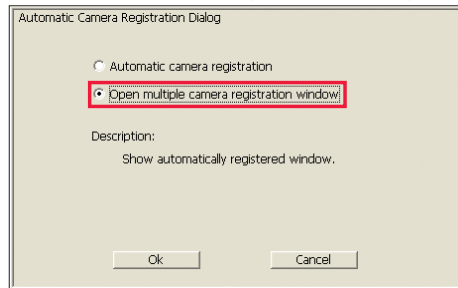 Automatic Camera Registration Dialog
Automatic camera registration
Open multiple camera registration window
Description:
Show automatically registered window.
Ok Cancel